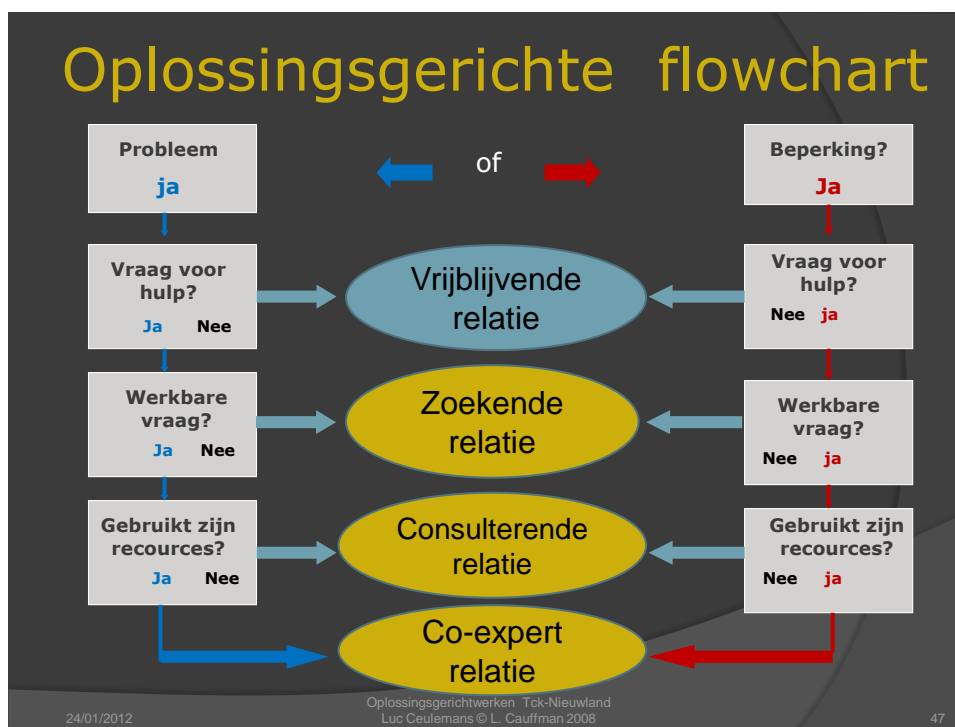 Oplossingsgerichte flowchart
Probleem
ja
of
Beperking?
Ja
Vraag voor
hulp?
Ja Nee
Vrijblijvende
relatie
Vraag voor
hulp?
Nee ja
Werkbare
vraag?
Ja Nee
Zoekende
relatie
Werkbare
vraag?
Nee ja
Gebruikt zijn
recources?
Ja Nee
Consulterende
relatie
Gebruikt zijn
recources?
Nee ja
Co-expert
relatie
24/01/2012
Oplossingsgerichtwerken Tck-Nieuwland
Luc Ceulemans © L. Cauffman 2008
47